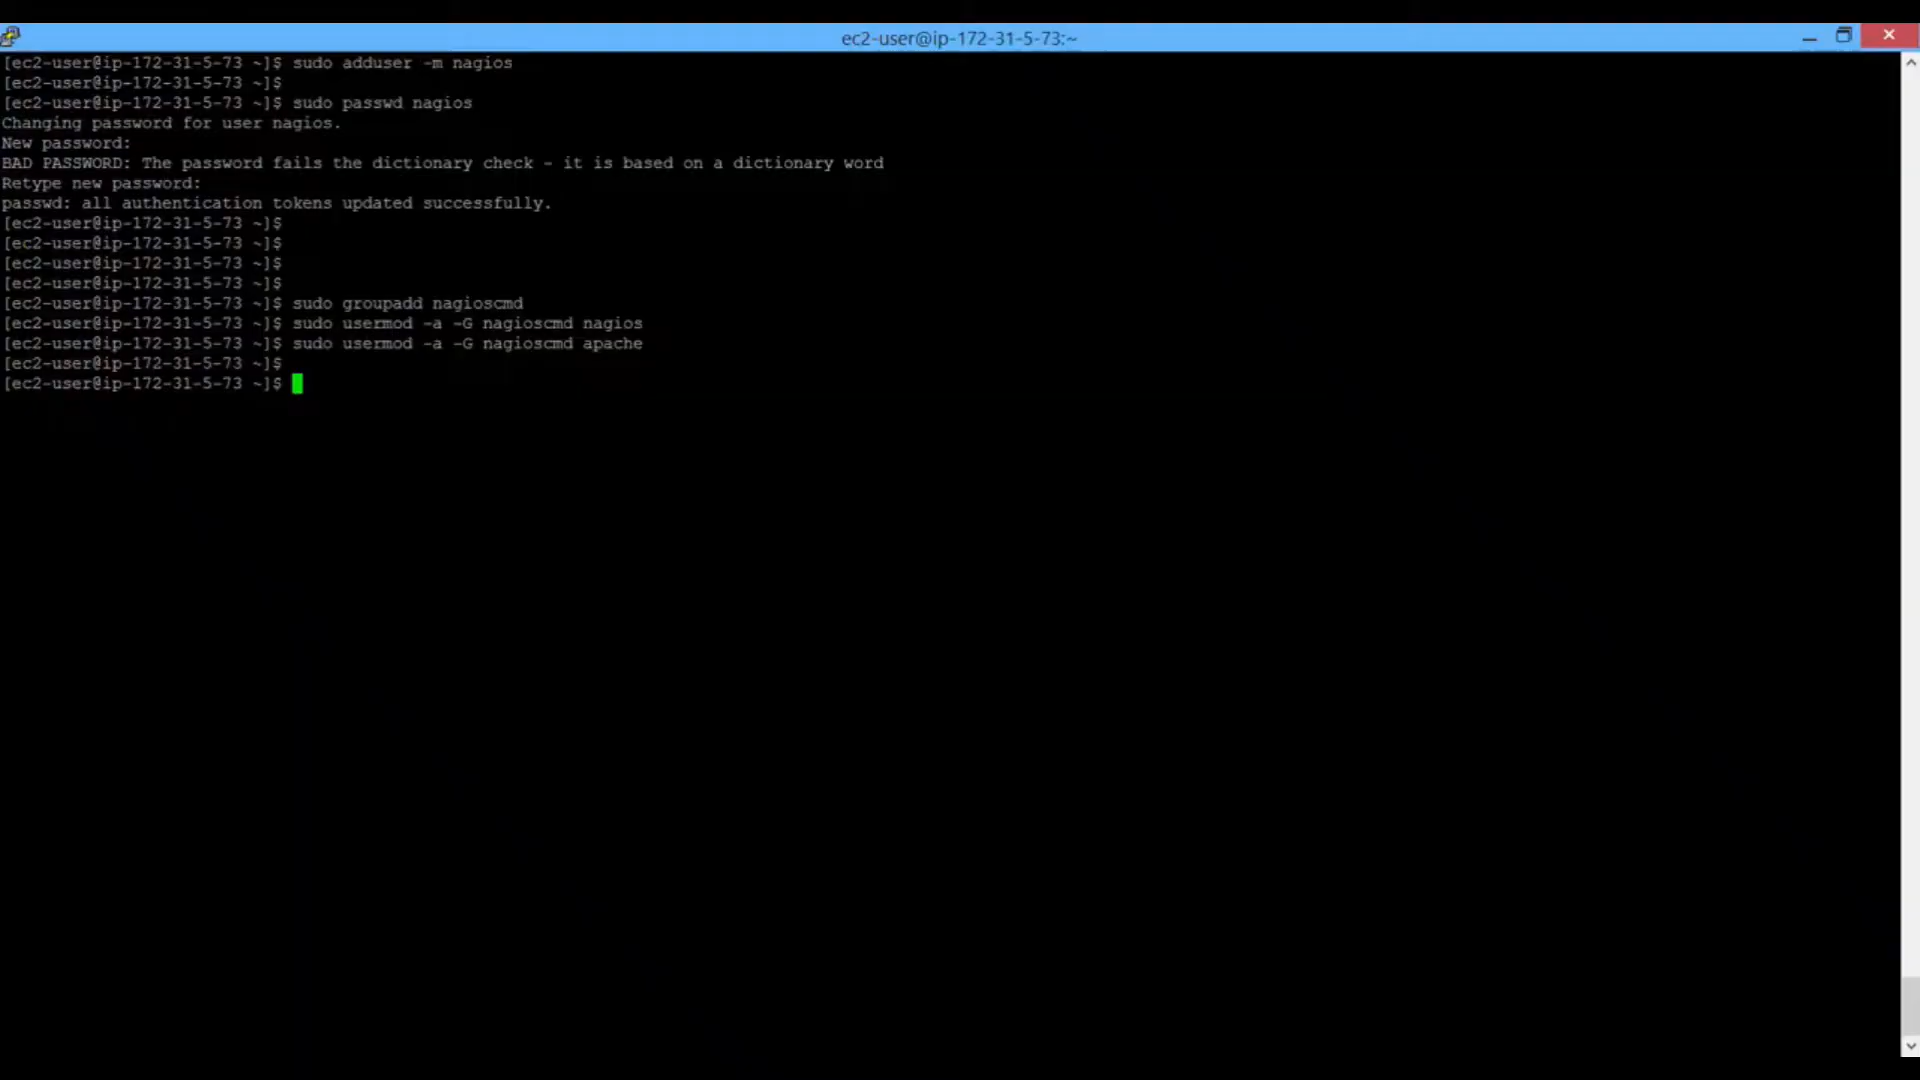 ec2-user@ip-172-31-5-73:~
[ec2-user@ip-172-31-5-73 ~]$ sudo adduser -m nagios
[ec2-user@ip-172-31-5-73 ~]$
[ec2-user@ip-172-31-5-73 ~]$ sudo passwd nagios
Changing password for user nagios.
New password:
BAD PASSWORD: The password fails the dictionary check - it is based on a dictionary word
Retype new password:
passwd: all authentication tokens updated successfully.
[ec2-user@ip-172-31-5-73 ~]$
[ec2-user@ip-172-31-5-73 ~]$
[ec2-user@ip-172-31-5-73 ~]$
[ec2-user@ip-172-31-5-73 ~]$
[ec2-user@ip-172-31-5-73 ~]$ sudo groupadd nagioscmd
[ec2-user@ip-172-31-5-73 ~]$ sudo usermod -a -G nagioscmd nagios
[ec2-user@ip-172-31-5-73 ~]$ sudo usermod -a -G nagioscmd apache
[ec2-user@ip-172-31-5-73 ~]$
[ec2-user@ip-172-31-5-73 ~]$